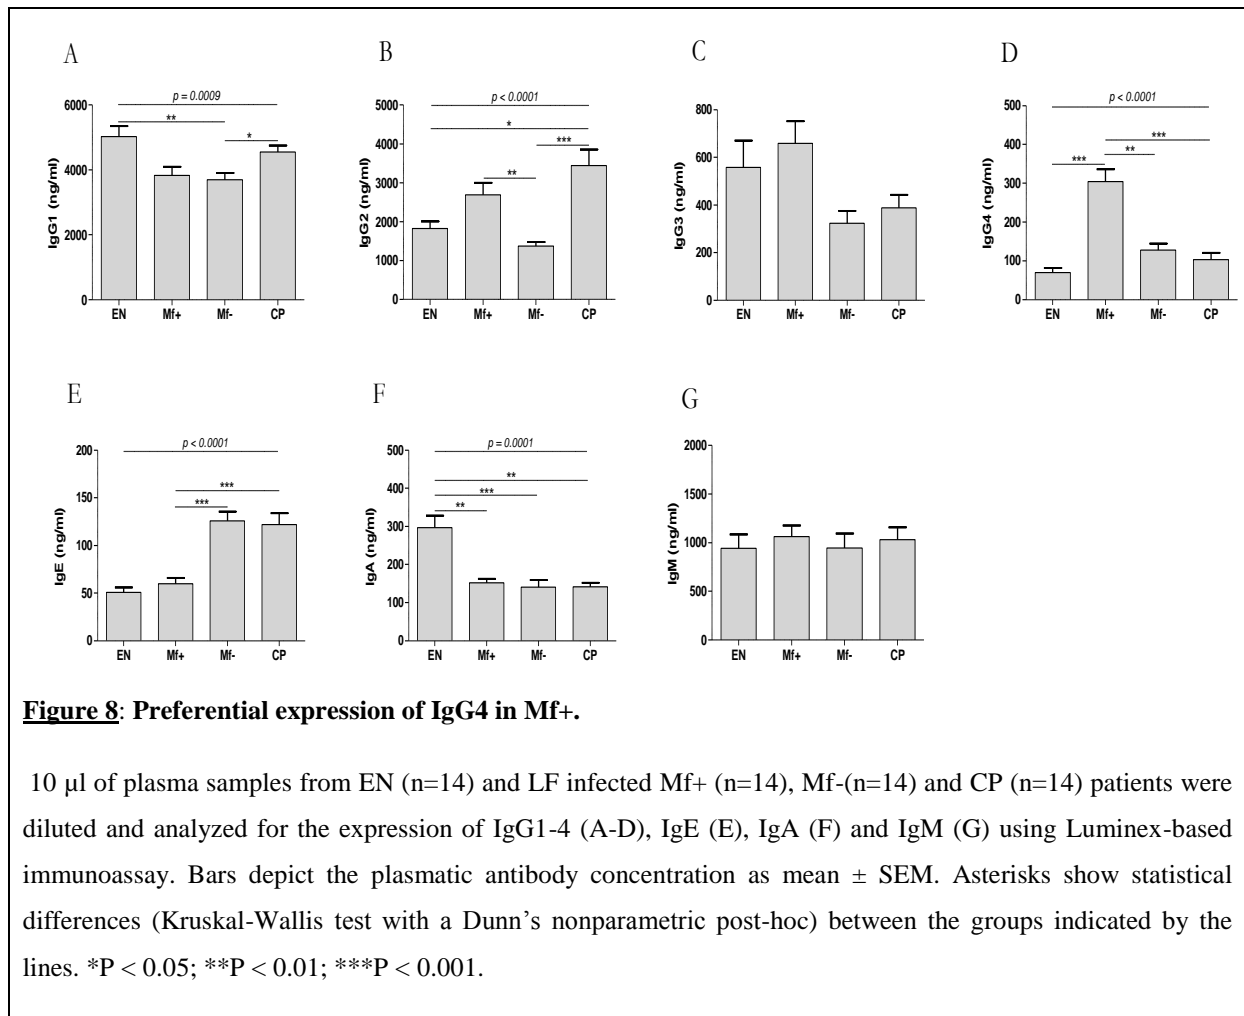 A
p = 0.0009
**
*
6000
4000
2000
0
IgG1 (ng/ml)
EN Mf+ Mf- CP
B
p < 0.0001
*
***
**
5000
4000
3000
2000
1000
0
IgG2 (ng/ml)
EN Mf+ Mf- CP
C
800
600
400
200
0
IgG3 (ng/ml)
EN Mf+ Mf- CP
D
p <0.0001
***
**
***
500
400
300
200
100
0
IgG4 (ng/ml)
EN Mf+ Mf- CP
E
p<0.0001
***
***
200
150
100
50
0
IgE (ng/ml)
EN Mf+ Mf- CP
F
p = 0.0001
**
***
**
500
400
300
200
100
0
IgA (ng/ml)
EN Mf+ Mf- CP
G
2000
1500
1000
500
0
IgM (ng/ml)
EN Mf+ Mf- CP
Figure 8: Preferential expression of IgG4 in Mf+.
10 µl of plasma samples from EN (n=14) and LF infected Mf+ (n=14), Mf-(n=14) and CP (n=14) patients were
diluted and analyzed for the expression of IgG1-4 (A-D), IgE (E), IgA (F) and IgM (G) using Luminex-based
immunoassay. Bars depict the plasmatic antibody concentration as mean ± SEM. Asterisks show statistical
differences (Kruskal-Wallis test with a Dunn’s nonparametric post-hoc) between the groups indicated by the
lines. *P < 0.05; **P < 0.01; ***P < 0.001.